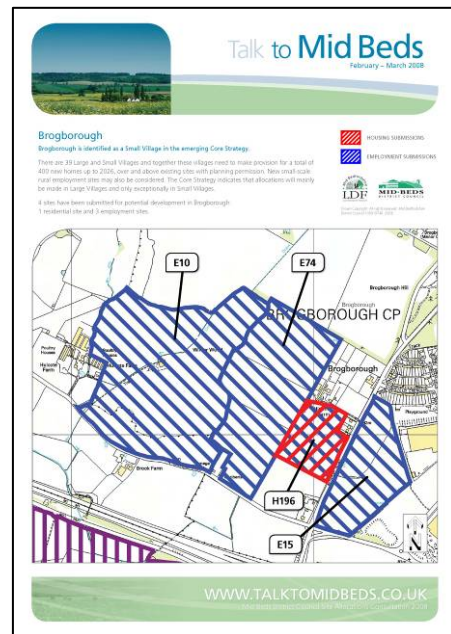 Talk to Mid Beds
February – March 2008
Brogborough
Brogborough is identified as a Small Village in the emerging Core Strategy.
There are 39 Large and Small Villages and together these villages need to make provision for a total of
400 new homes up to 2026, over and above existing sites with planning permission. New small-scale
rural employment sites may also be considered. The Core Strategy indicates that allocations will mostly
be made in Large Villages and only exceptionally in Small Villages.
4 sites have been submitted for potential development in Brogborough
1 residential site and 3 employment sites.
HOUSING SUBMISSIONS
EMPLOYMENT SUBMISSIONS
LDF
MID-BEDS
DISTRICT COUNCIL
E10
E74
Brogborough Hill
Brogborough
BROGBOROUGH CP
Brogborough
Brook Farm
H196
E15
N
WWW.TALKTOMIDBEDS.CO.UK